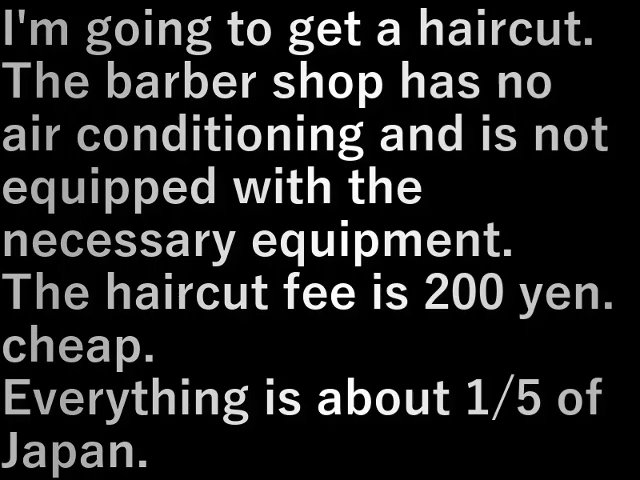 I'm going to get a haircut.
The barber shop has no
air conditioning and is not
equipped with the
necessary equipment.
The haircut fee is 200 yen.
cheap.
Everything is about 1/5 of
Japan.